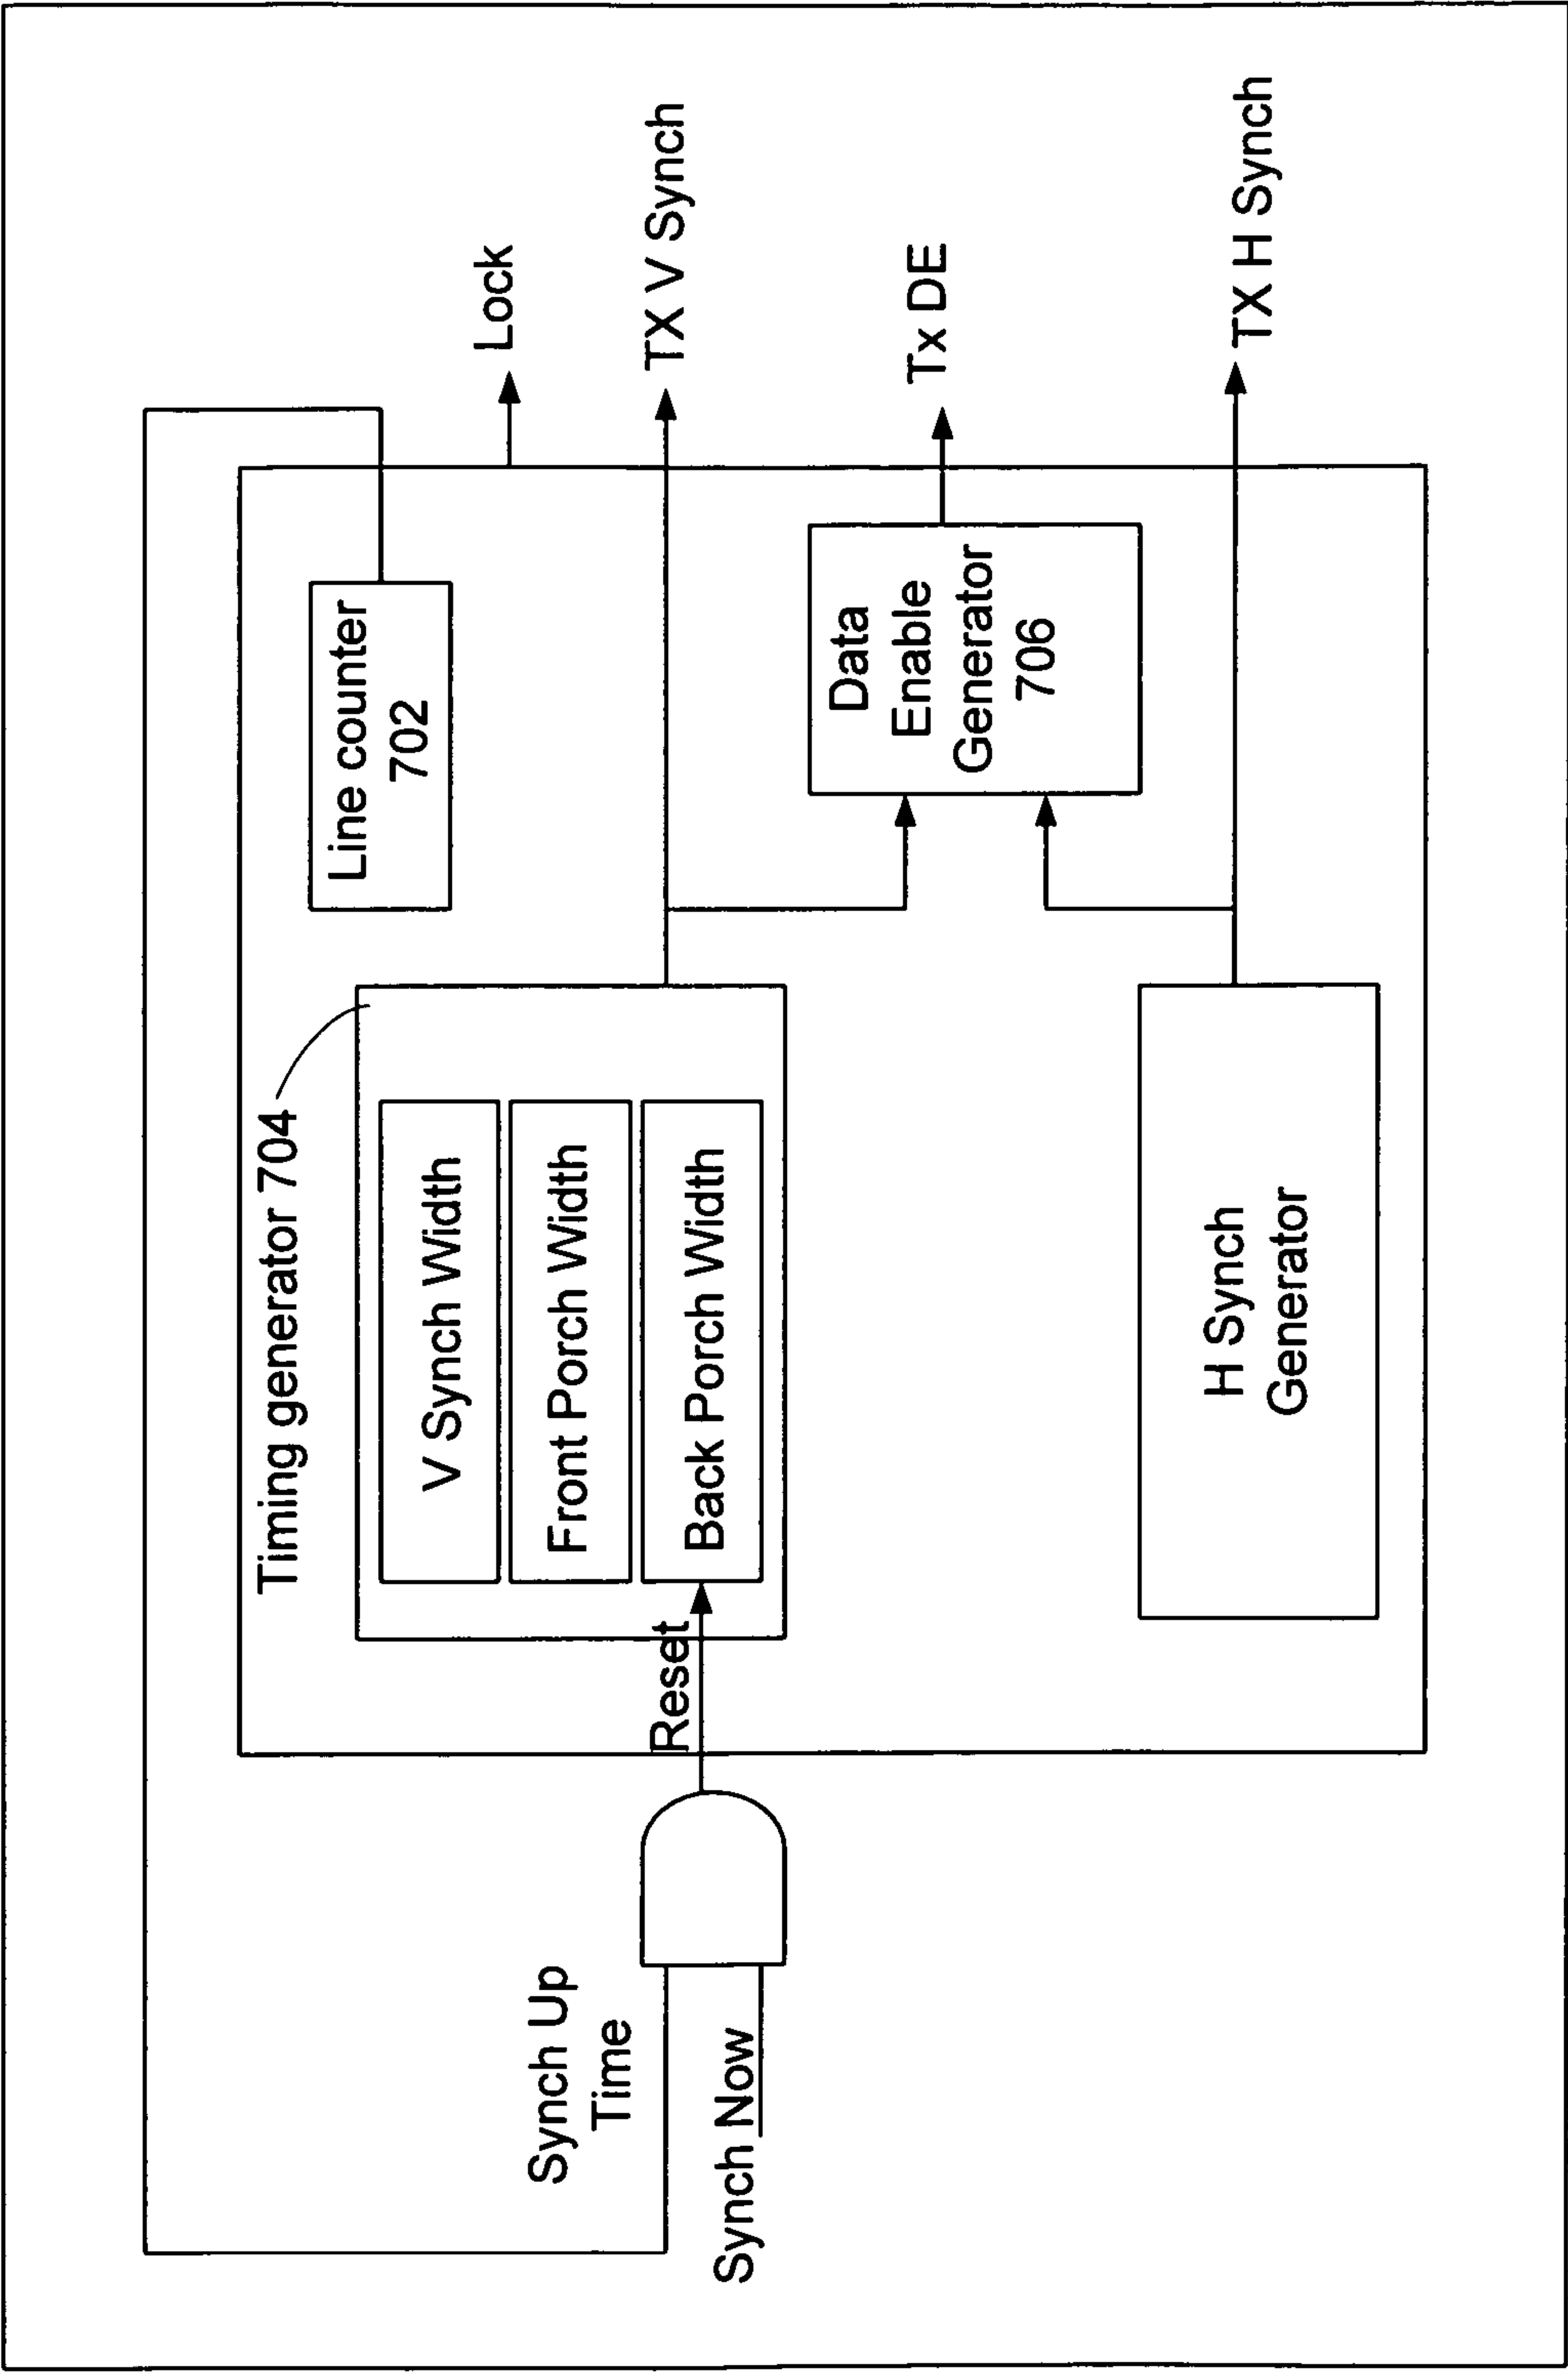 Timing generator 704
Line counter
702
Lock
V Synch Width
Front Porch Width
Back Porch Width
TX V Synch
Synch Up
Time
Synch Now
Reset
Data
Enable
Generator
706
Tx DE
H Synch
Generator
TX H Synch